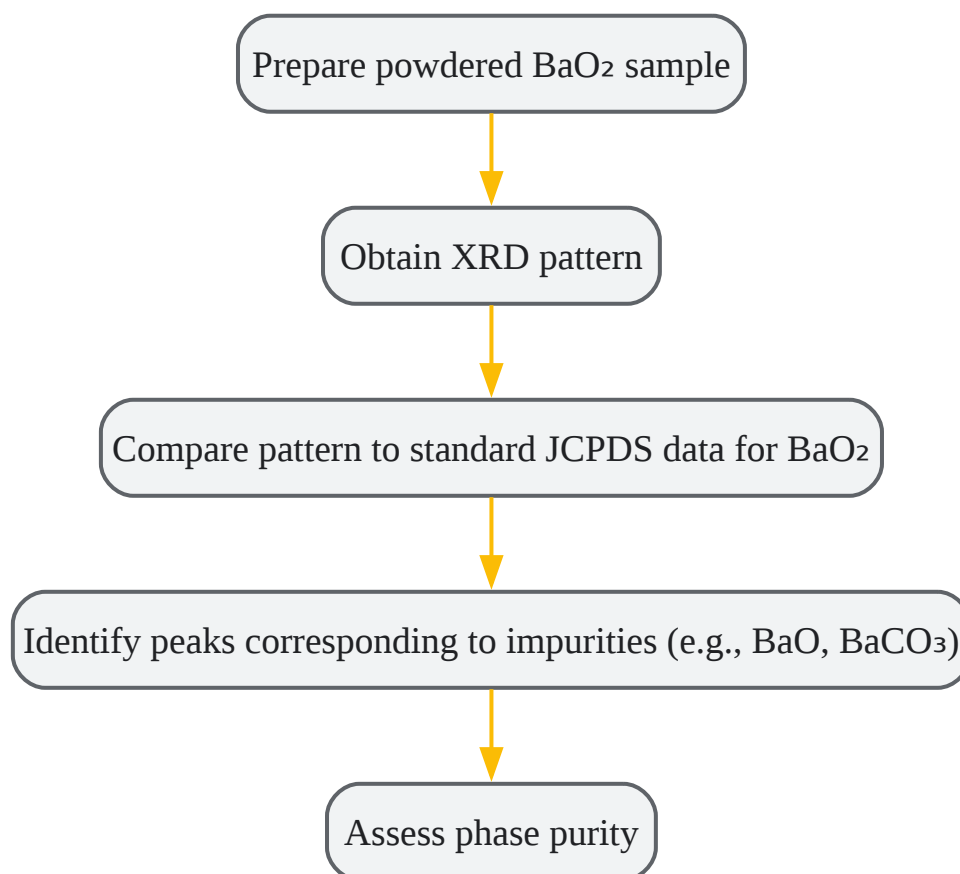 Prepare powdered BaO₂ sample
Obtain XRD pattern
Compare pattern to standard JCPDS data for BaO₂
Identify peaks corresponding to impurities (e.g., BaO, BaCO₃)
Assess phase purity